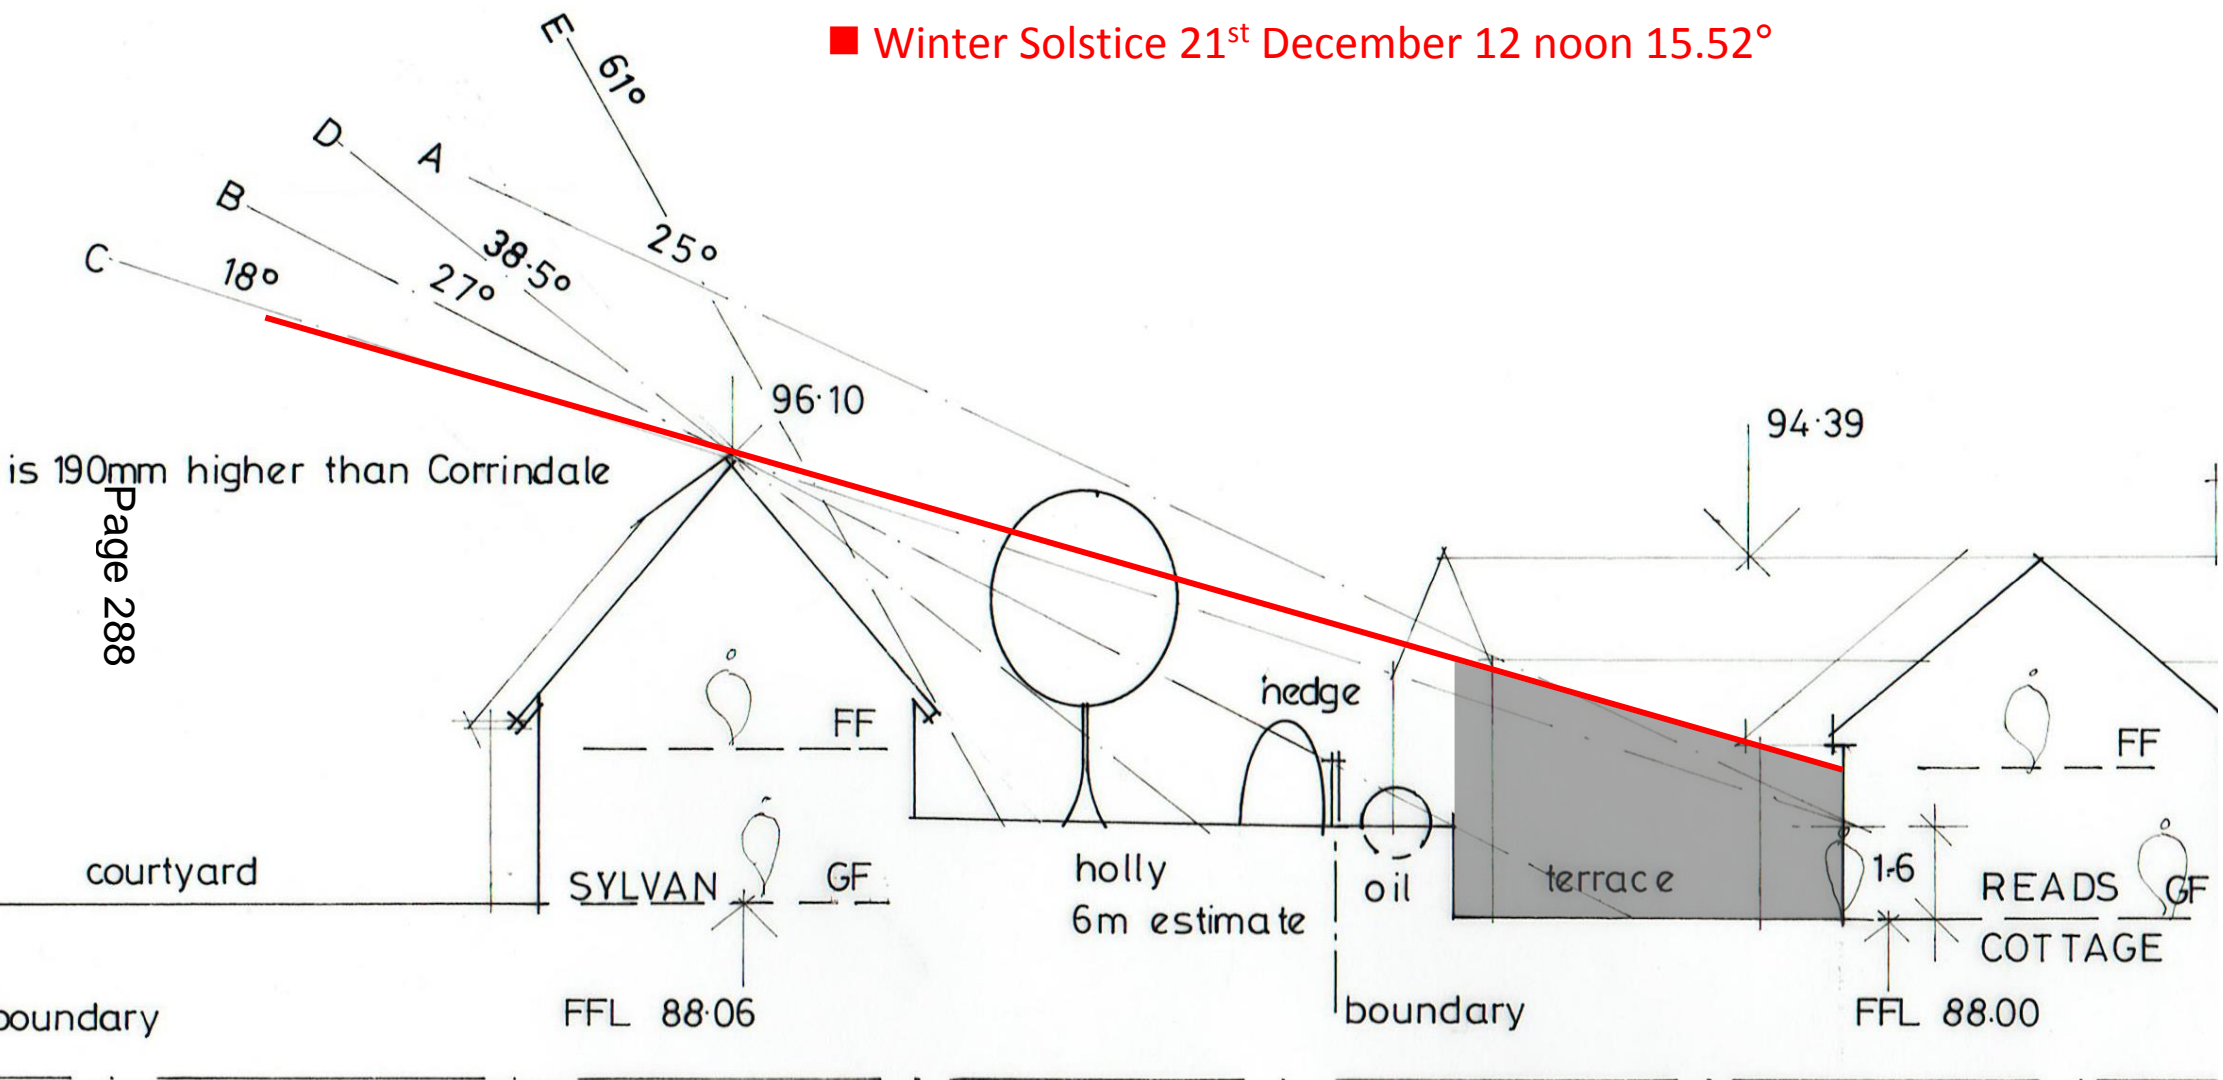 ■ Winter Solstice 21st December 12 noon 15.52°
E
61°
D
A
B
C
25°
38·5°
27°
18°
96·10
94·39
is 190mm higher than Corrindale
Page 288
hedge
FF
FF
courtyard
SYLVAN
GF
holly
6m estimate
oil
terrace
1·6
READS
GF
COTTAGE
FFL 88·06
boundary
FFL 88.00
boundary